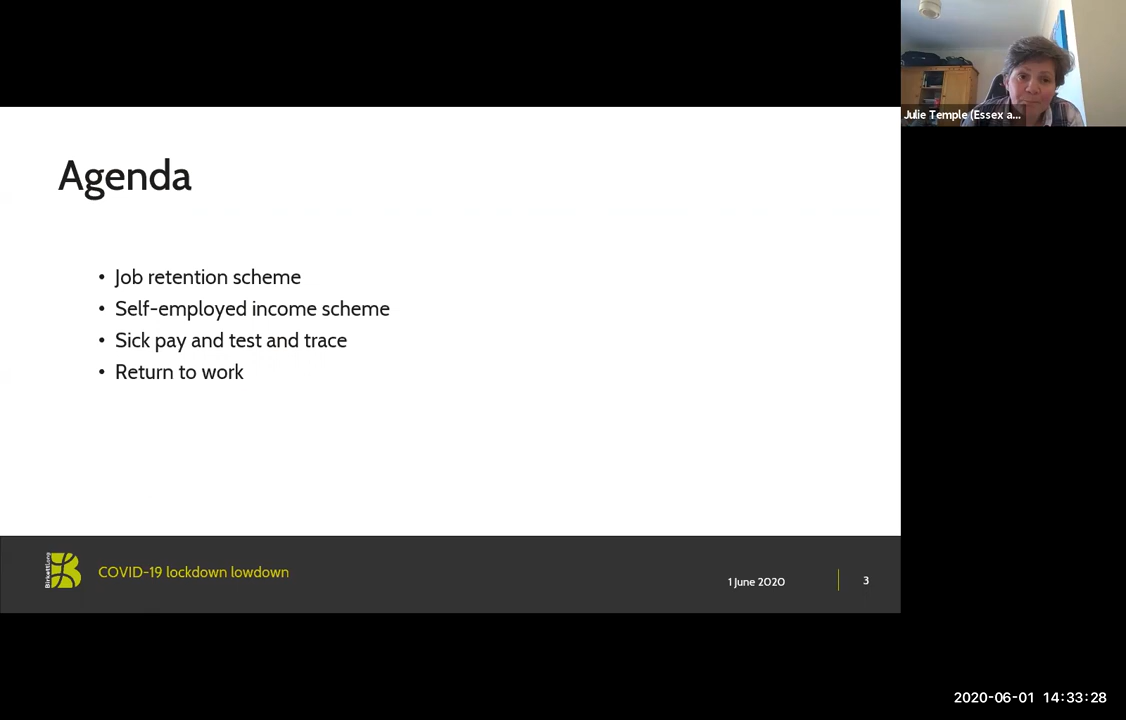 Julie Temple (Essex a...
Agenda
• Job retention scheme
• Self-employed income scheme
• Sick pay and test and trace
• Return to work
BirkettLong
COVID-19 lockdown lowdown
1 June 2020
3
2020-06-01 14:33:28